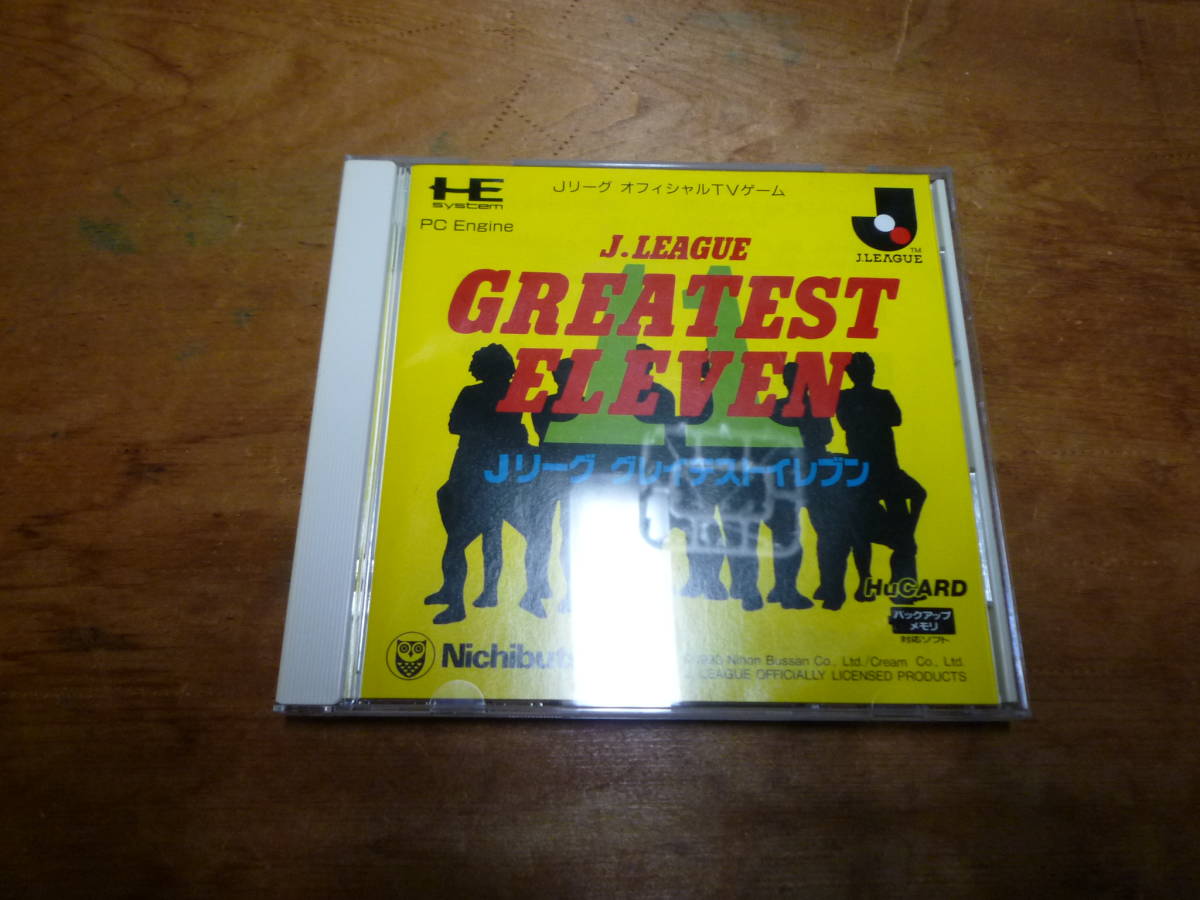 HE
system
PC Engine
Jリーグ オフィシャルTVゲーム
J.LEAGUE™
J. LEAGUE
GREATEST
ELEVEN
11
Jリーグ グレイテストイレブン
HuCARD
バックアップ
メモリ
対応ソフト
Nichibut
Nihon Bussan Co., Ltd./Cream Co., Ltd.
LEAGUE OFFICIALLY LICENSED PRODUCTS